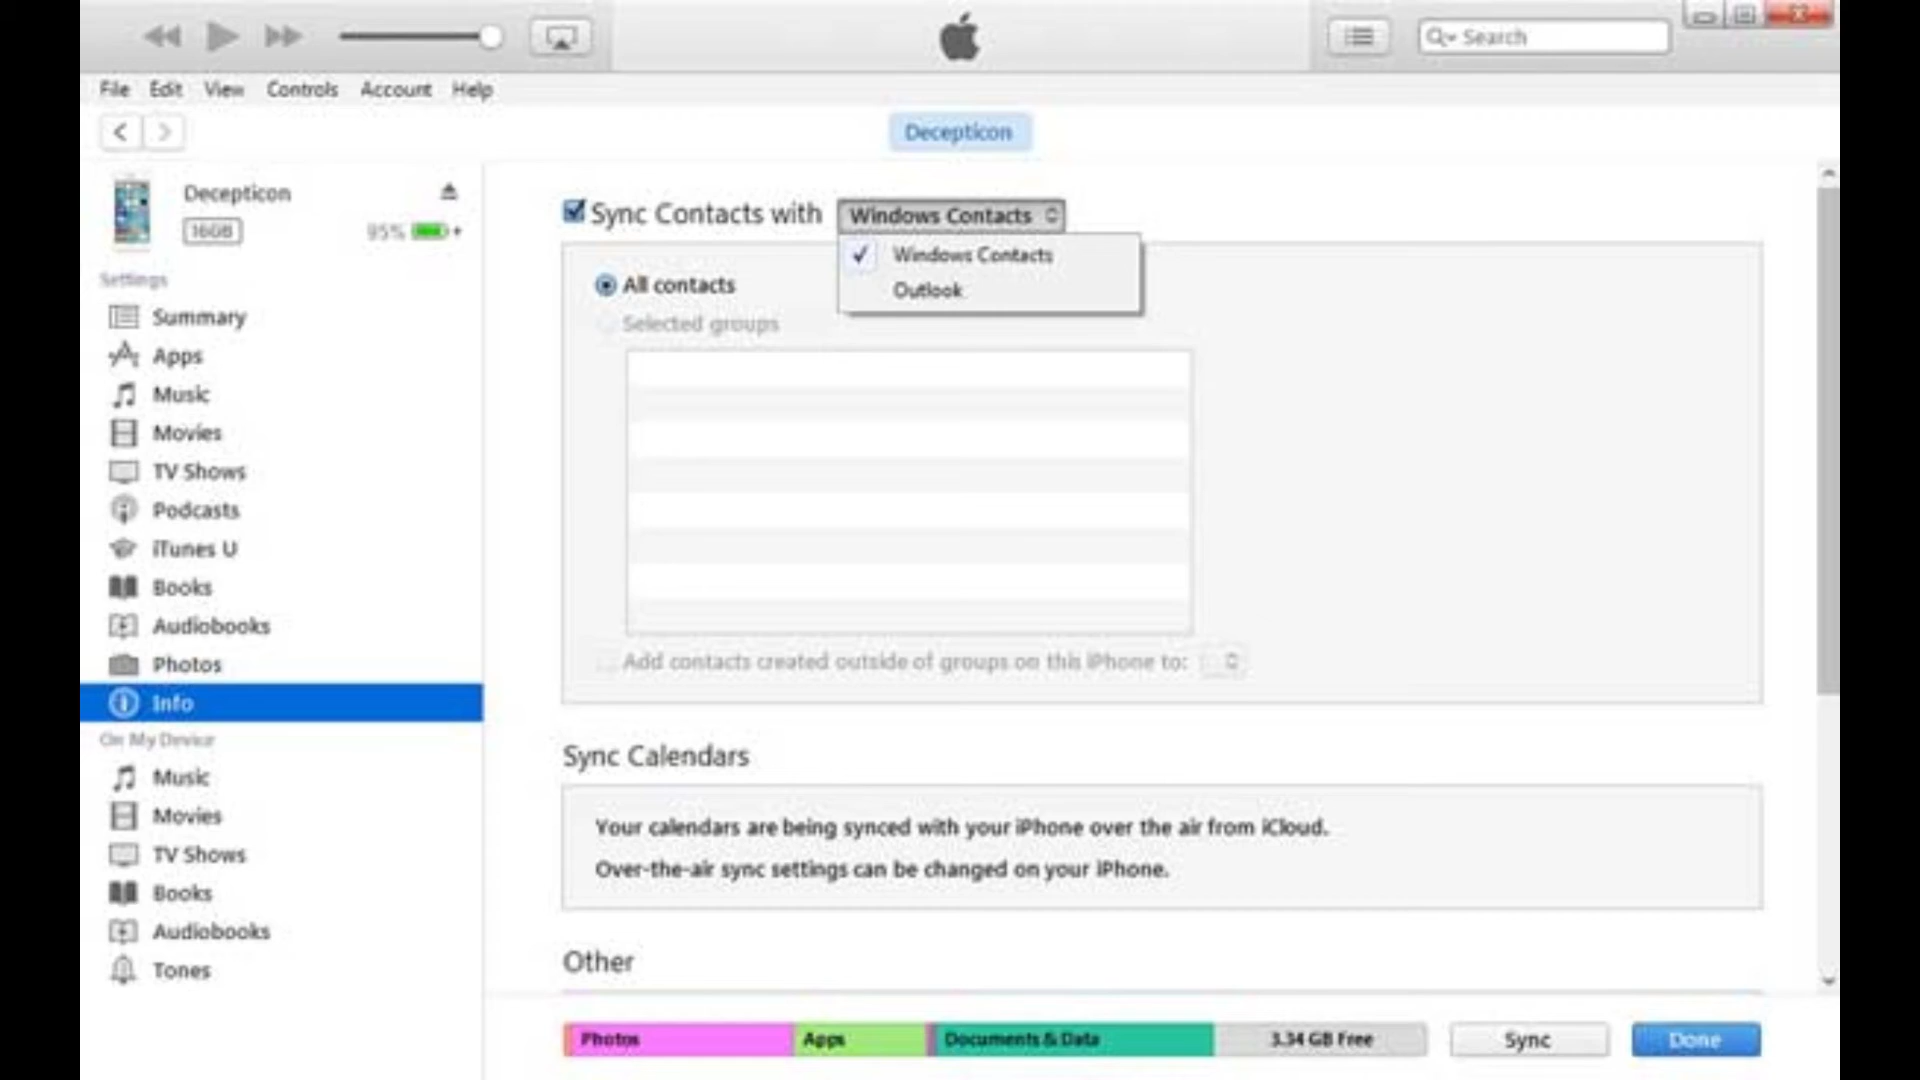 Search
File Edit View Controls Account Help
Decepticon
Decepticon
16GB 95%
Settings
Summary
Apps
Music
Movies
TV Shows
Podcasts
iTunes U
Books
Audiobooks
Photos
Info
On My Device
Music
Movies
TV Shows
Books
Audiobooks
Tones
Sync Contacts with Windows Contacts
Windows Contacts
Outlook
All contacts
Selected groups
Add contacts created outside of groups on this iPhone to:
Sync Calendars
Your calendars are being synced with your iPhone over the air from iCloud.
Over-the-air sync settings can be changed on your iPhone.
Other
Photos Apps Documents & Data 3.34 GB Free Sync Done